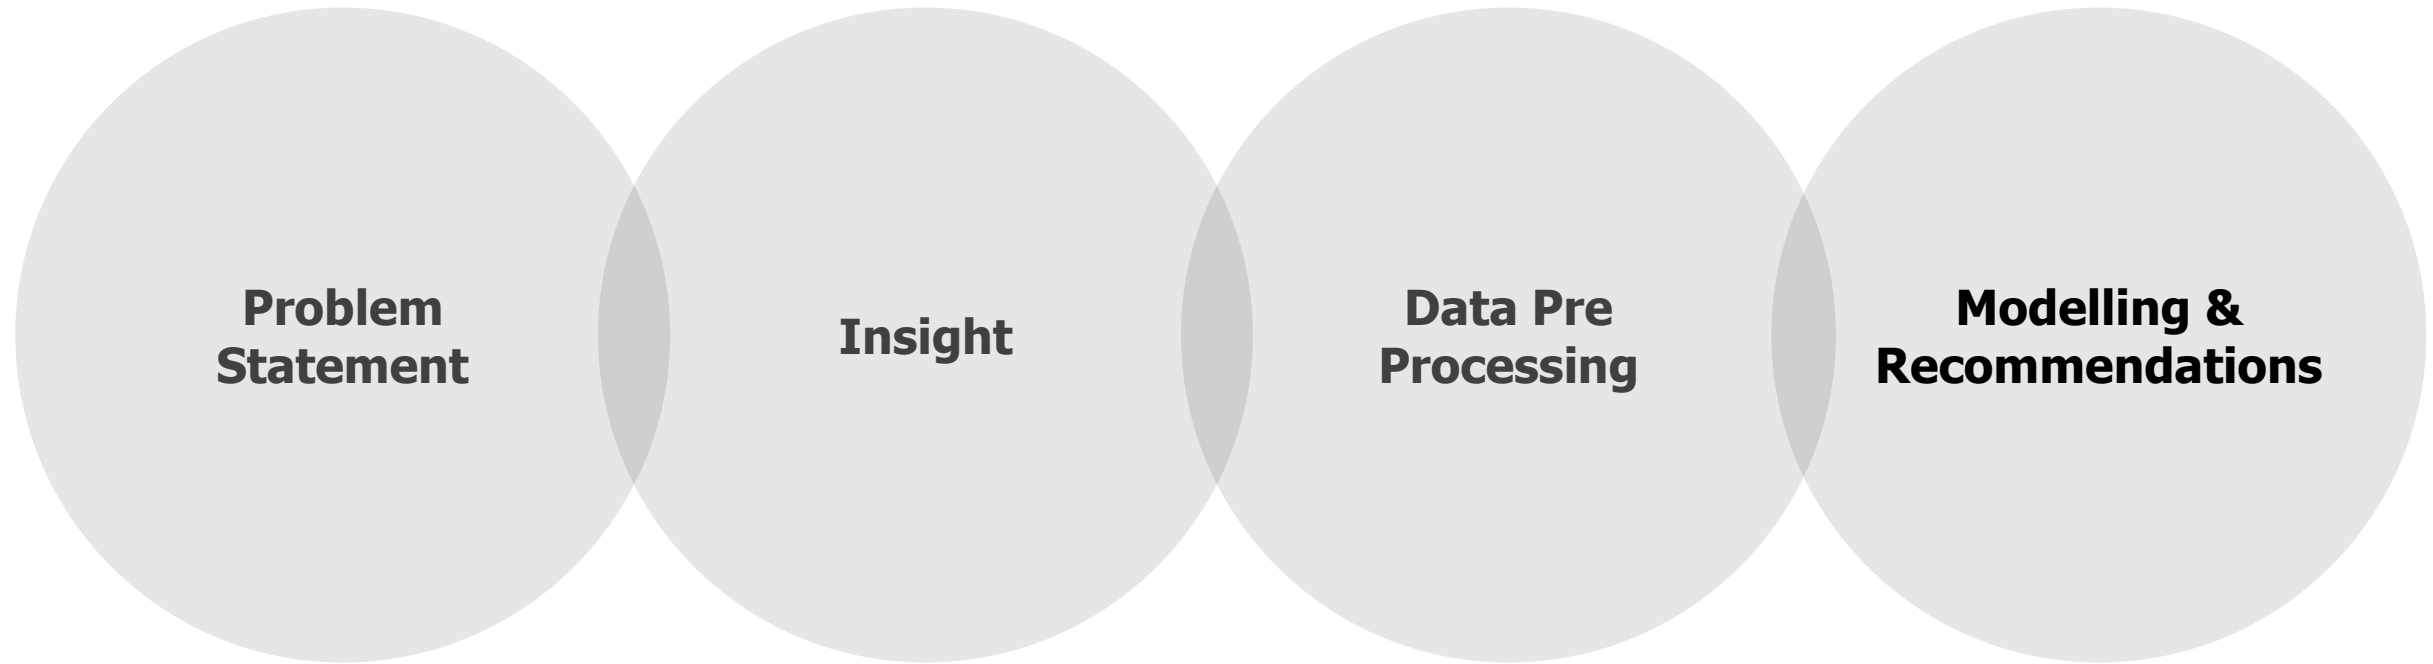 Problem
Statement
Insight
Data Pre
Processing
Modelling &
Recommendations